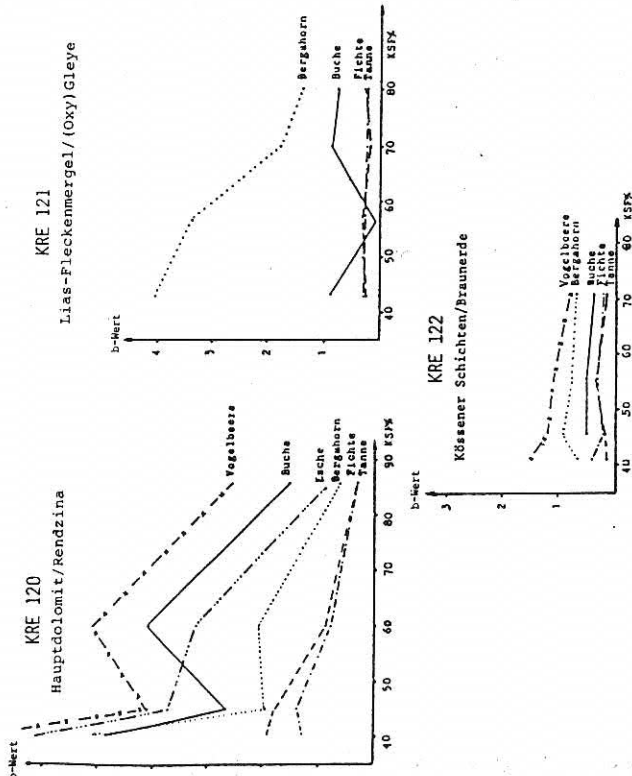 KRE 120
Hauptdolomit/Rendzina
b-Wert
Vogelbeere
Buche
Esche
Bergahorn
Fichte
Tanne
40
50
60
70
80
90 KSF%
KRE 121
Lias-Fleckenmergel/(Oxy)Gleye
b-Wert
4
3
2
1
Bergahorn
Buche
Fichte
Tanne
40
50
60
70
80
KSF%
KRE 122
Kössener Schichten/Braunerde
b-Wert
3
2
1
Vogelbeere
Bergahorn
Buche
Fichte
Tanne
40
50
60
70
80
KSF%